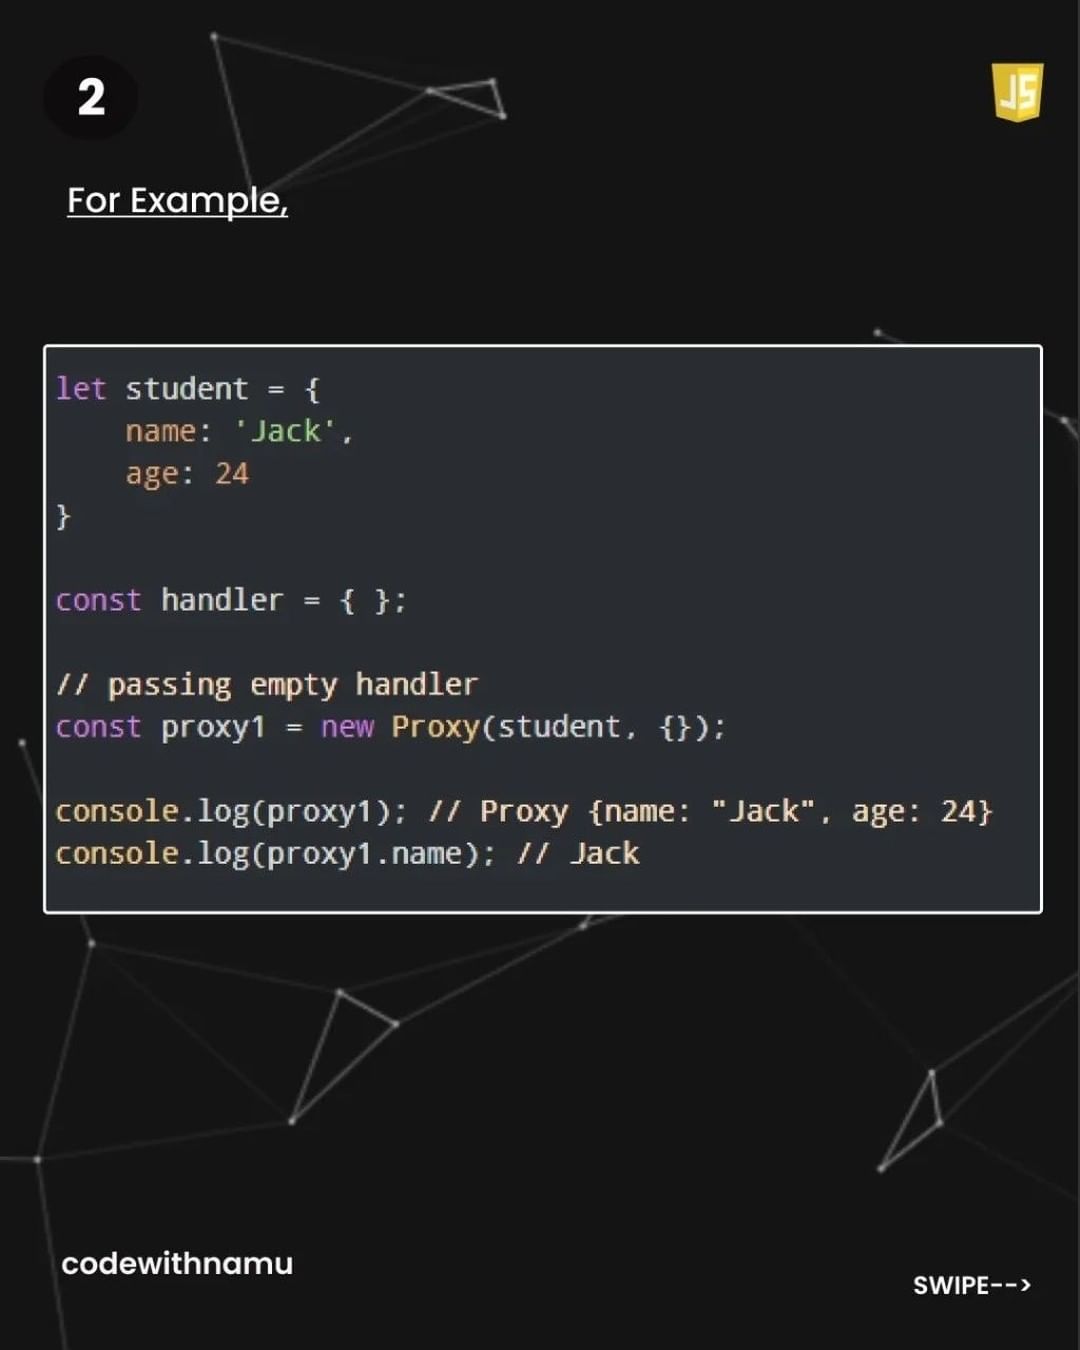 2
JS
For Example,
let student = {
    name: 'Jack',
    age: 24
}
const handler = { };
// passing empty handler
const proxy1 = new Proxy(student, {});
console.log(proxy1); // Proxy {name: "Jack", age: 24}
console.log(proxy1.name); // Jack
codewithnamu
SWIPE-->